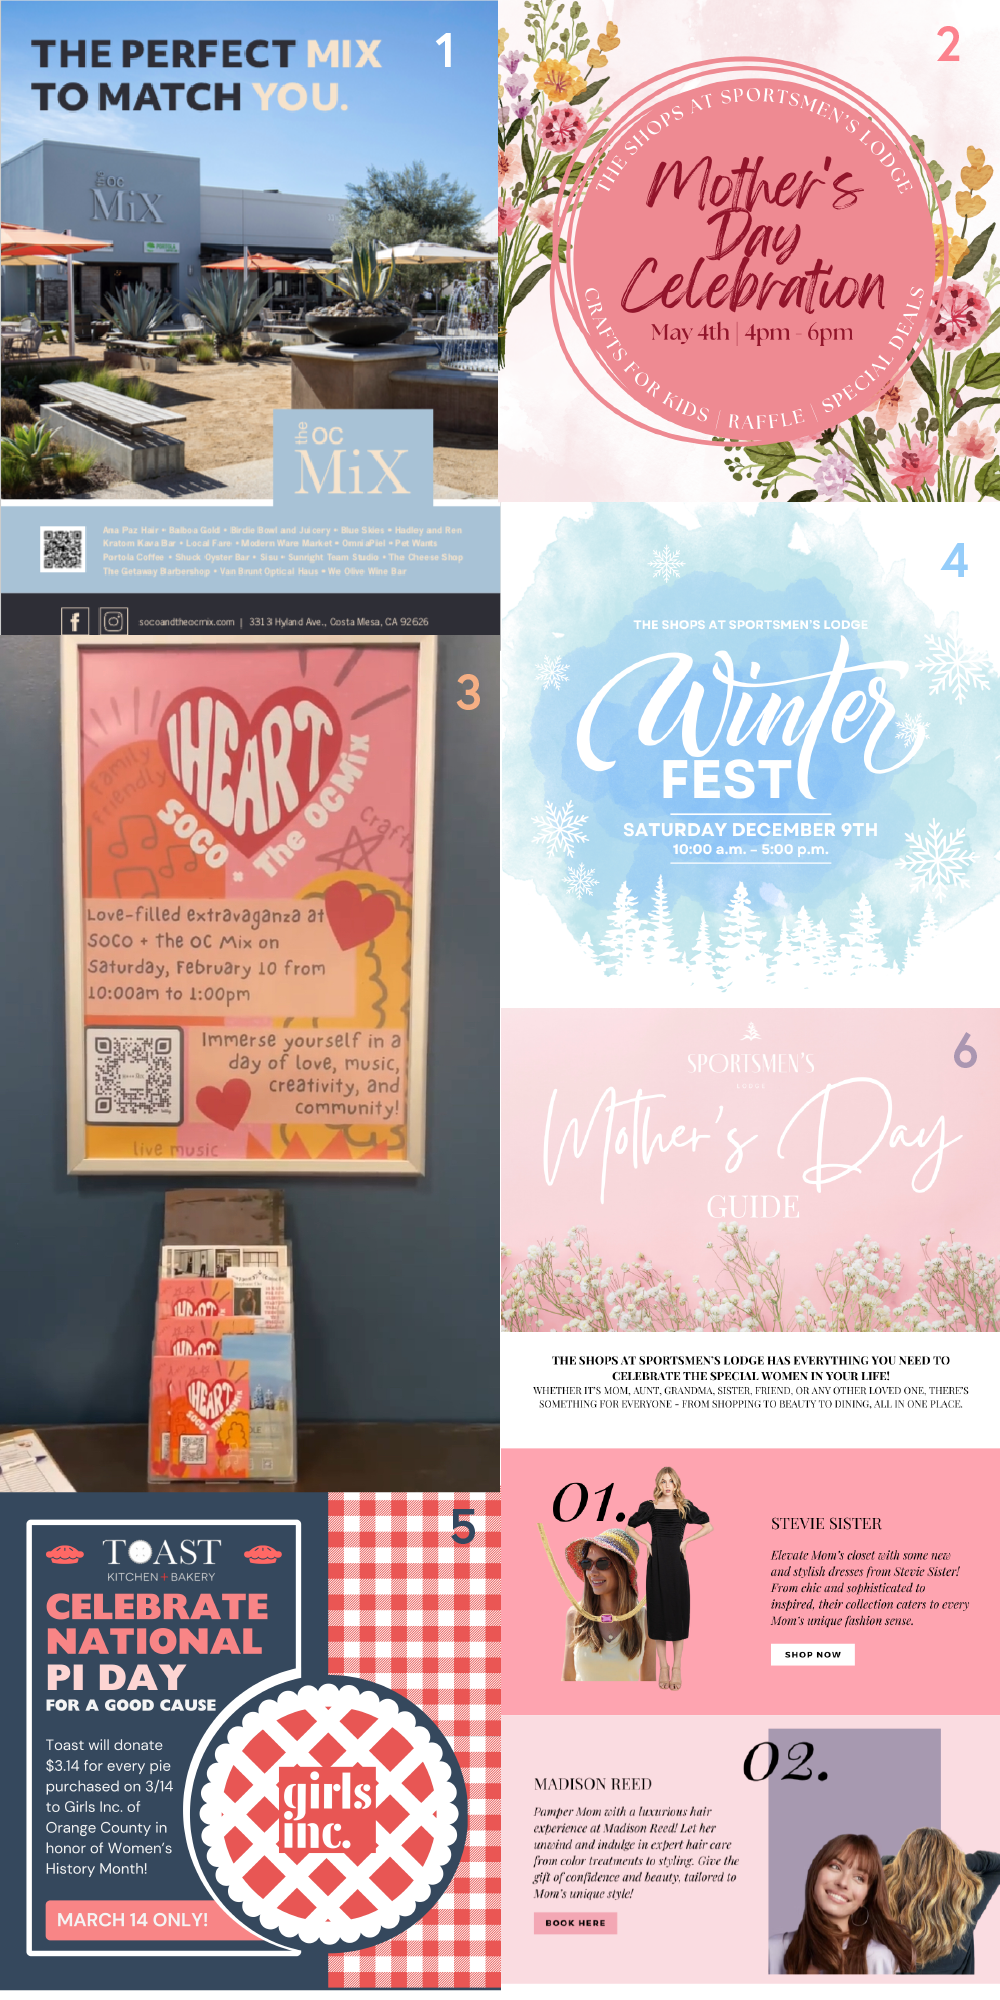 THE PERFECT MIX
TO MATCH YOU.
1
the OC
MiX
the OC
MiX
Ana Paz Hair • Balboa Gold • Birdie Bowl and Juicery • Blue Skies • Hadley and Ren
Kratom Kava Bar • Local Fare • Modern Ware Market • OmniaPiel • Pet Wants
Portola Coffee • Shuck Oyster Bar • Sisu • Sunright Team Studio • The Cheese Shop
The Getaway Barbershop • Van Brunt Optical Haus • We Olive Wine Bar
socoandtheocmix.com | 3313 Hyland Ave., Costa Mesa, CA 92626
2
THE SHOPS AT SPORTSMEN'S LODGE
Mother's
Day
Celebration
May 4th | 4pm - 6pm
CRAFTS FOR KIDS | RAFFLE | SPECIAL DEALS
3
IHEART
SOCO & The OCMix
Family
Friendly
Crafts
Love-filled extravaganza at
SOCO + The OC Mix on
Saturday, February 10 from
10:00am to 1:00pm
Immerse yourself in a
day of love, music,
creativity, and
community!
live music
IHEART
IHEART
IHEART
SOCO The OCMix
4
THE SHOPS AT SPORTSMEN'S LODGE
Winter
FEST
SATURDAY DECEMBER 9TH
10:00 a.m. – 5:00 p.m.
5
TOAST
KITCHEN + BAKERY
CELEBRATE
NATIONAL
PI DAY
FOR A GOOD CAUSE
Toast will donate
$3.14 for every pie
purchased on 3/14
to Girls Inc. of
Orange County in
honor of Women's
History Month!
MARCH 14 ONLY!
girls
inc.
6
SPORTSMEN'S
LODGE
Mother's Day
GUIDE
THE SHOPS AT SPORTSMEN'S LODGE HAS EVERYTHING YOU NEED TO
CELEBRATE THE SPECIAL WOMEN IN YOUR LIFE!
WHETHER IT'S MOM, AUNT, GRANDMA, SISTER, FRIEND, OR ANY OTHER LOVED ONE, THERE'S
SOMETHING FOR EVERYONE - FROM SHOPPING TO BEAUTY TO DINING, ALL IN ONE PLACE.
01.
STEVIE SISTER
Elevate Mom's closet with some new
and stylish dresses from Stevie Sister!
From chic and sophisticated to
inspired, their collection caters to every
Mom's unique fashion sense.
SHOP NOW
02.
MADISON REED
Pamper Mom with a luxurious hair
experience at Madison Reed! Let her
unwind and indulge in expert hair care
from color treatments to styling. Give the
gift of confidence and beauty, tailored to
Mom's unique style!
BOOK HERE